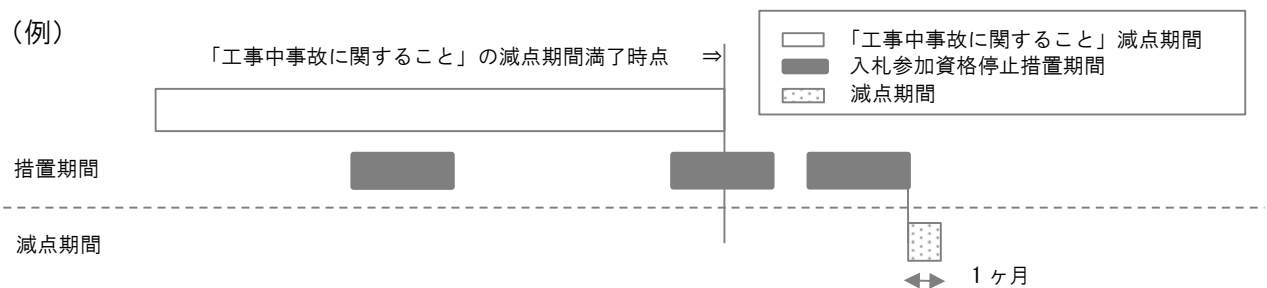 （例）
「工事中事故に関すること」の減点期間満了時点　⇒
「工事中事故に関すること」減点期間
入札参加資格停止措置期間
減点期間
措置期間
減点期間
1 ヶ月